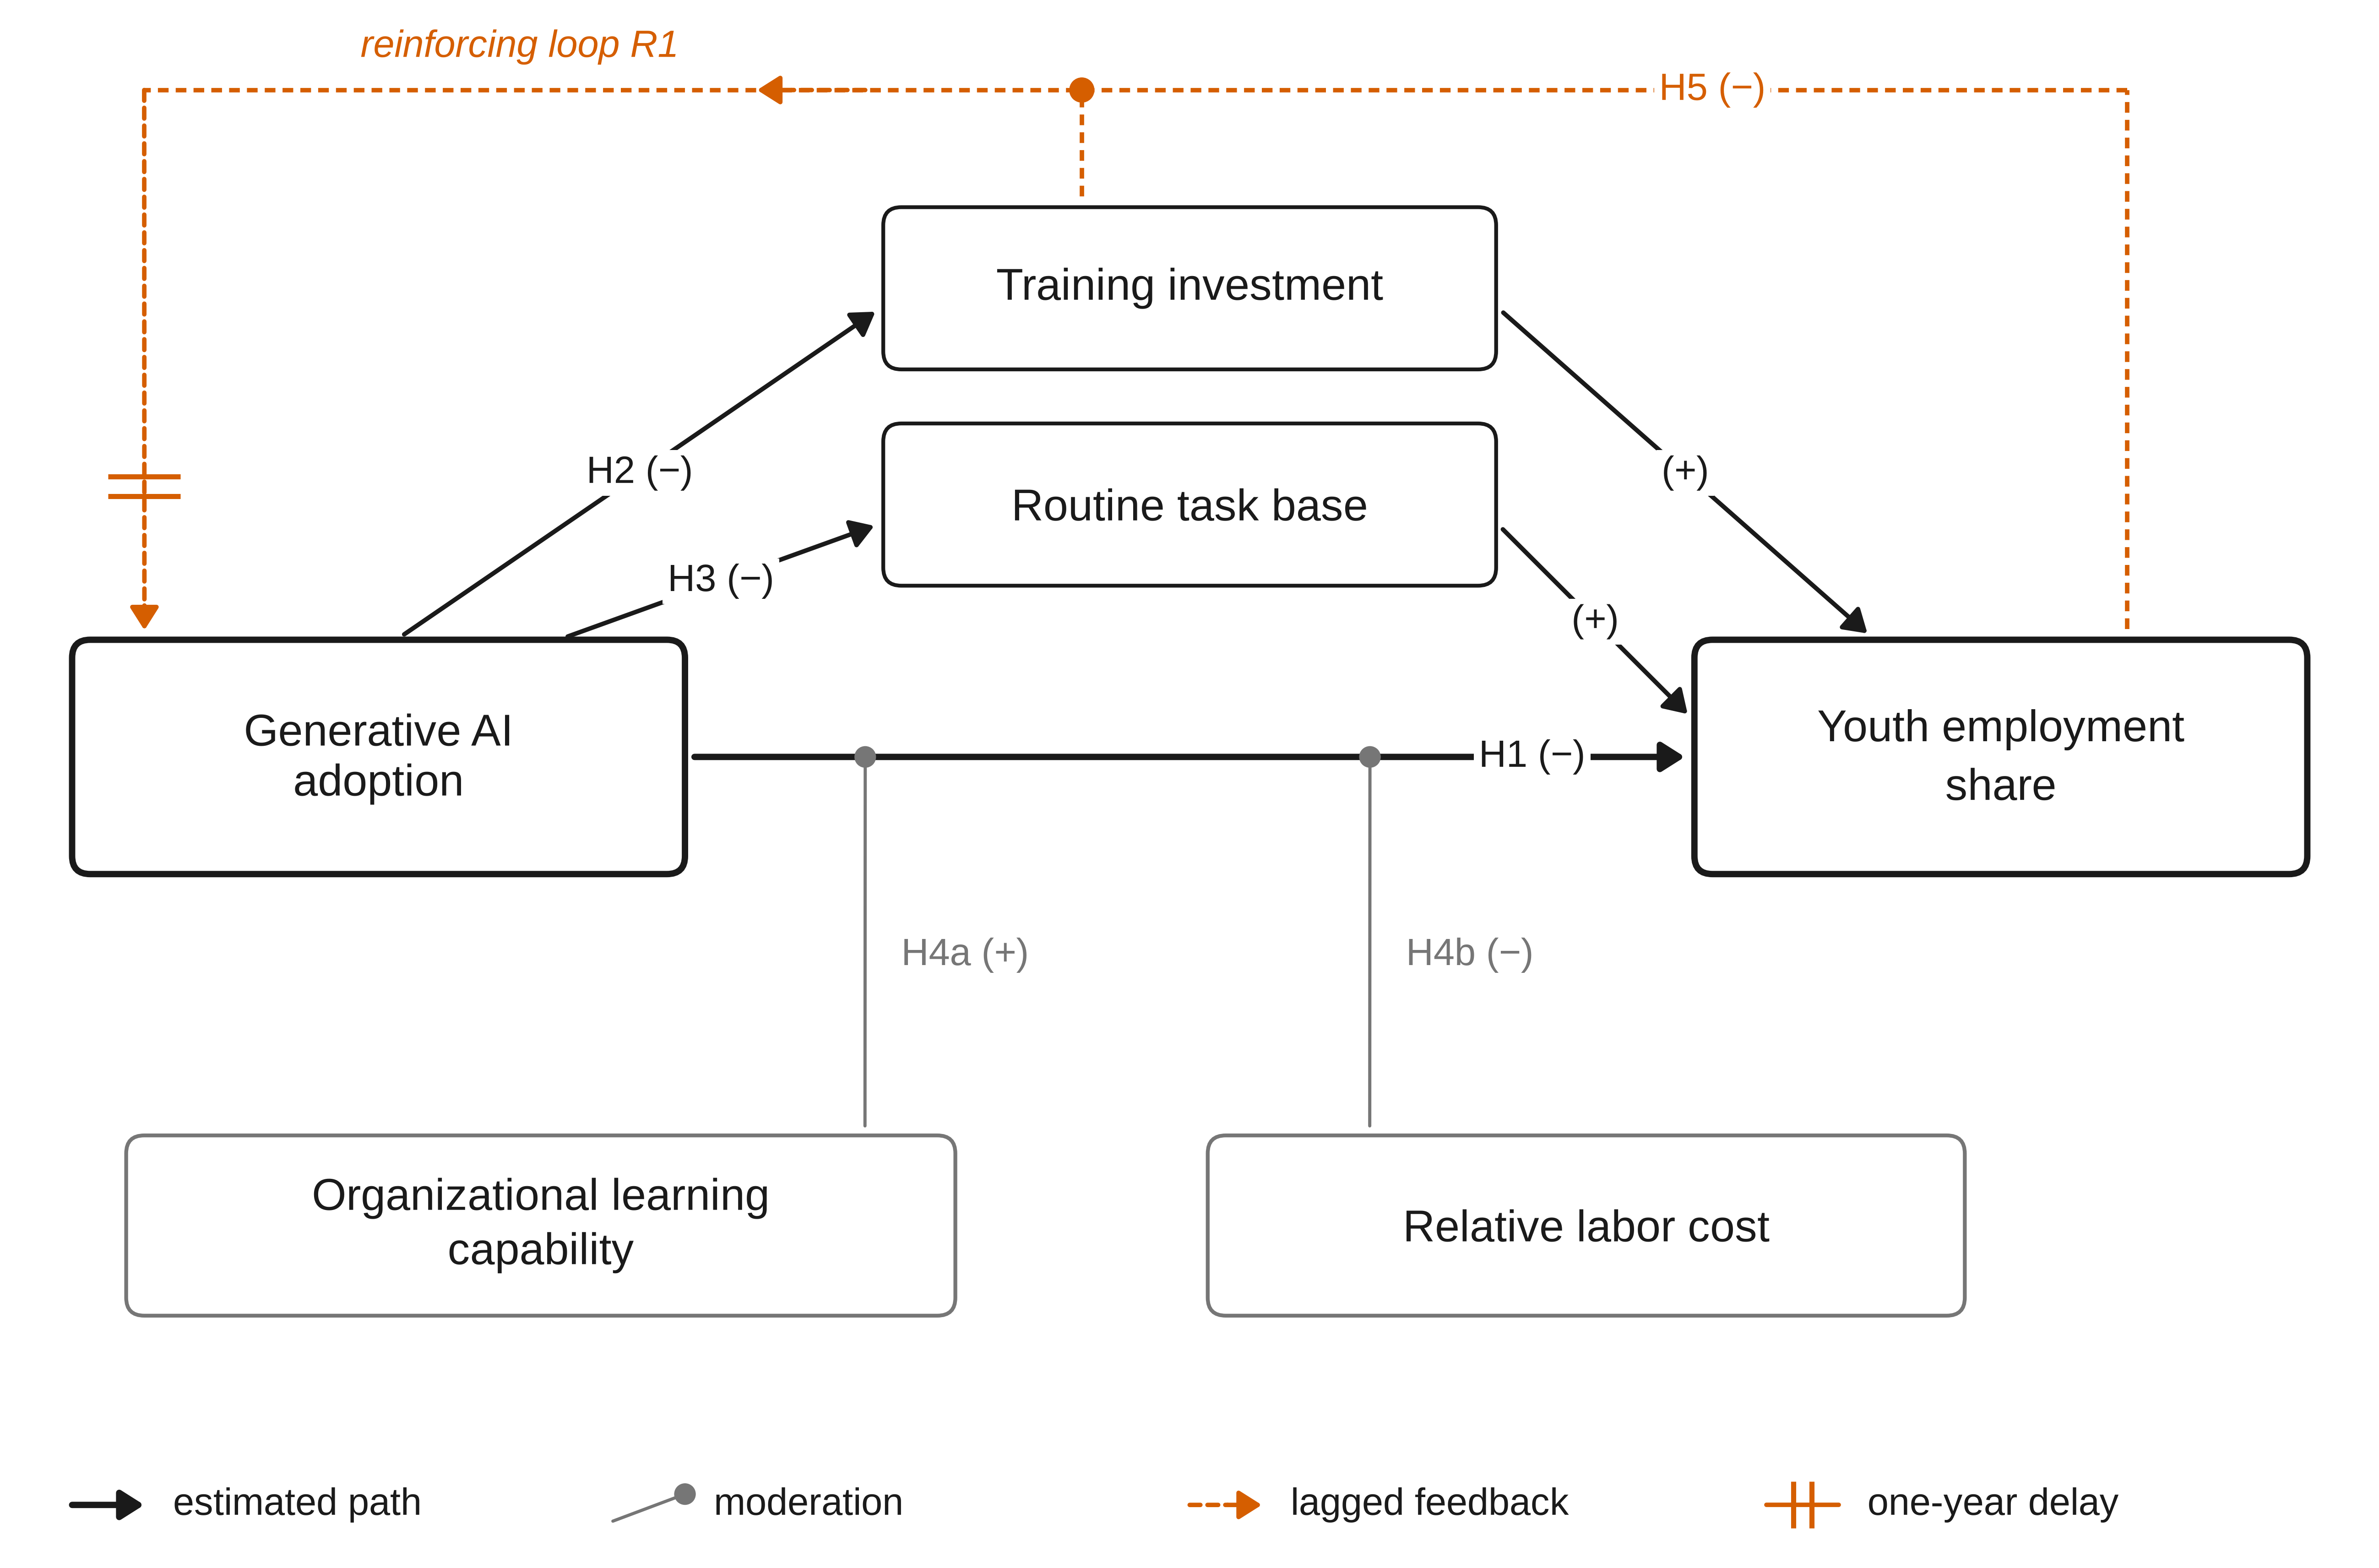 reinforcing loop R1
H5 (−)
Training investment
H2 (−)
(+)
Routine task base
H3 (−)
(+)
Generative AI
adoption
H1 (−)
Youth employment
share
H4a (+)
H4b (−)
Organizational learning
capability
Relative labor cost
estimated path
moderation
lagged feedback
one-year delay